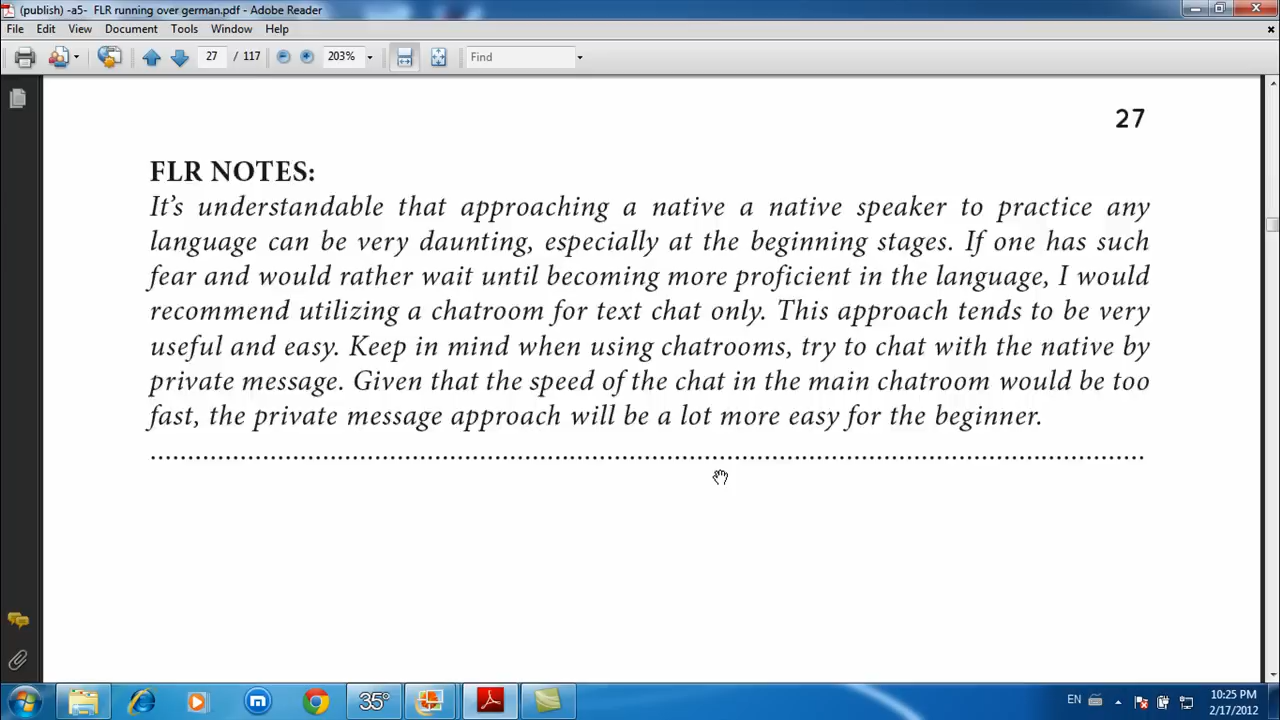 (publish) -a5- FLR running over german.pdf - Adobe Reader
File Edit View Document Tools Window Help
27 / 117 203% Find
27
FLR NOTES:
It's understandable that approaching a native a native speaker to practice any
language can be very daunting, especially at the beginning stages. If one has such
fear and would rather wait until becoming more proficient in the language, I would
recommend utilizing a chatroom for text chat only. This approach tends to be very
useful and easy. Keep in mind when using chatrooms, try to chat with the native by
private message. Given that the speed of the chat in the main chatroom would be too
fast, the private message approach will be a lot more easy for the beginner.
35° EN 10:25 PM
2/17/2012